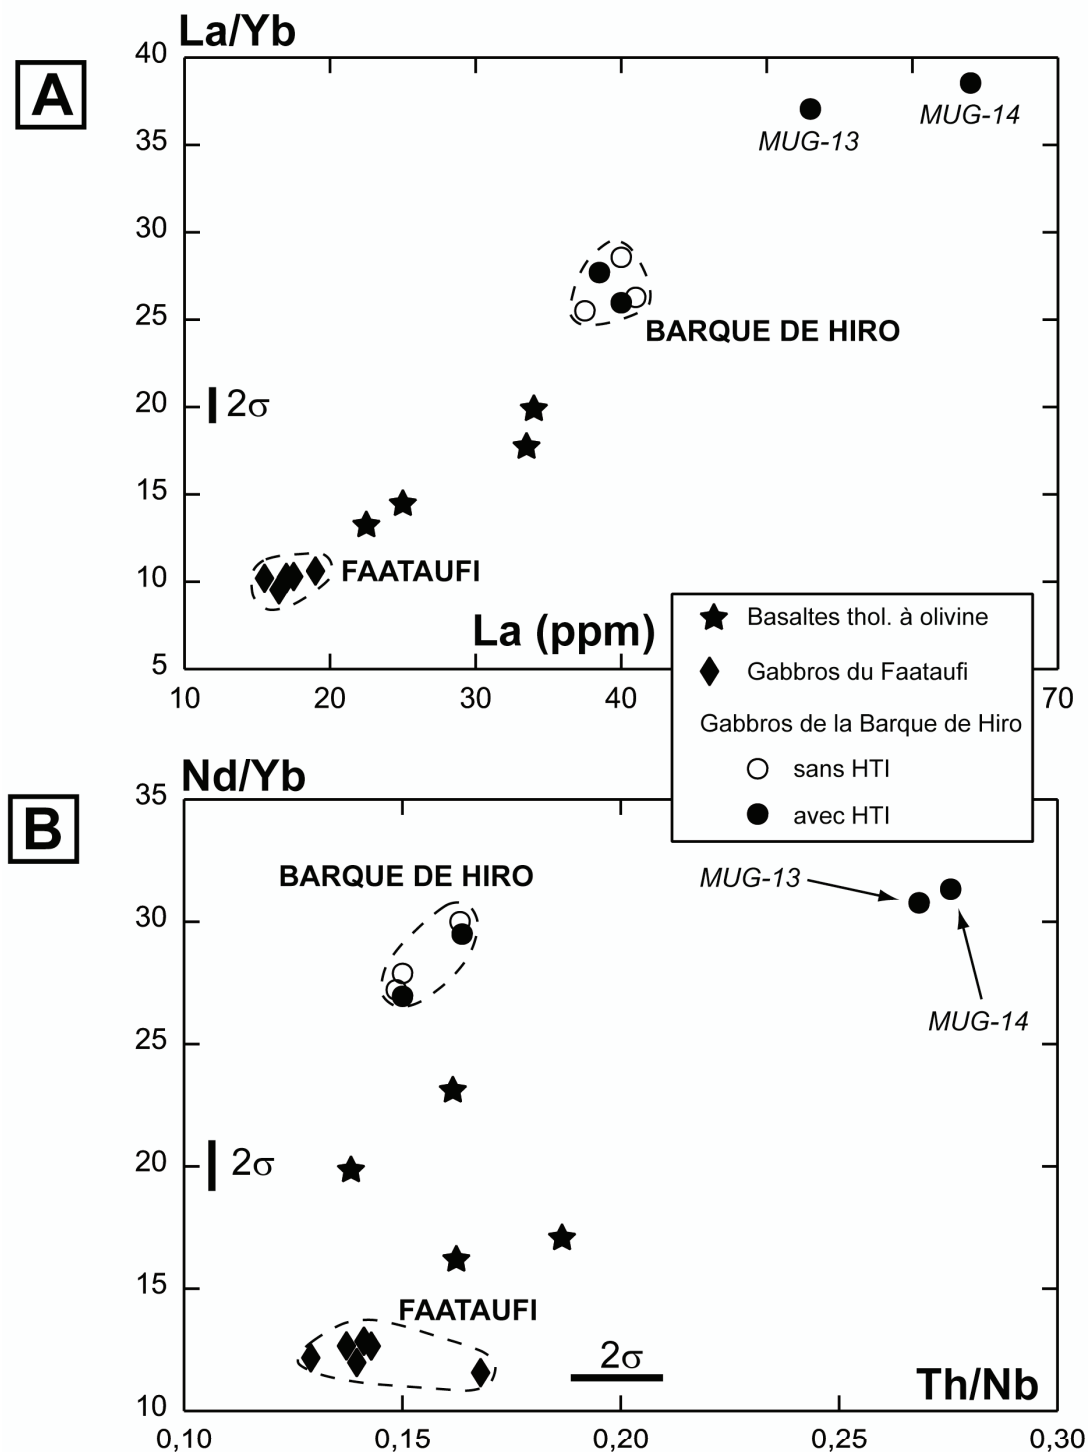 La/Yb
A
40
35
30
25
20
15
10
5
MUG-13
MUG-14
BARQUE DE HIRO
2σ
FAATAUFI
La (ppm)
10 20 30 40 70
Basaltes thol. à olivine
Gabbros du Faataufi
Gabbros de la Barque de Hiro
sans HTI
avec HTI
Nd/Yb
B
35
30
25
20
15
10
BARQUE DE HIRO
MUG-13
MUG-14
2σ
FAATAUFI
2σ
Th/Nb
0,10 0,15 0,20 0,25 0,30